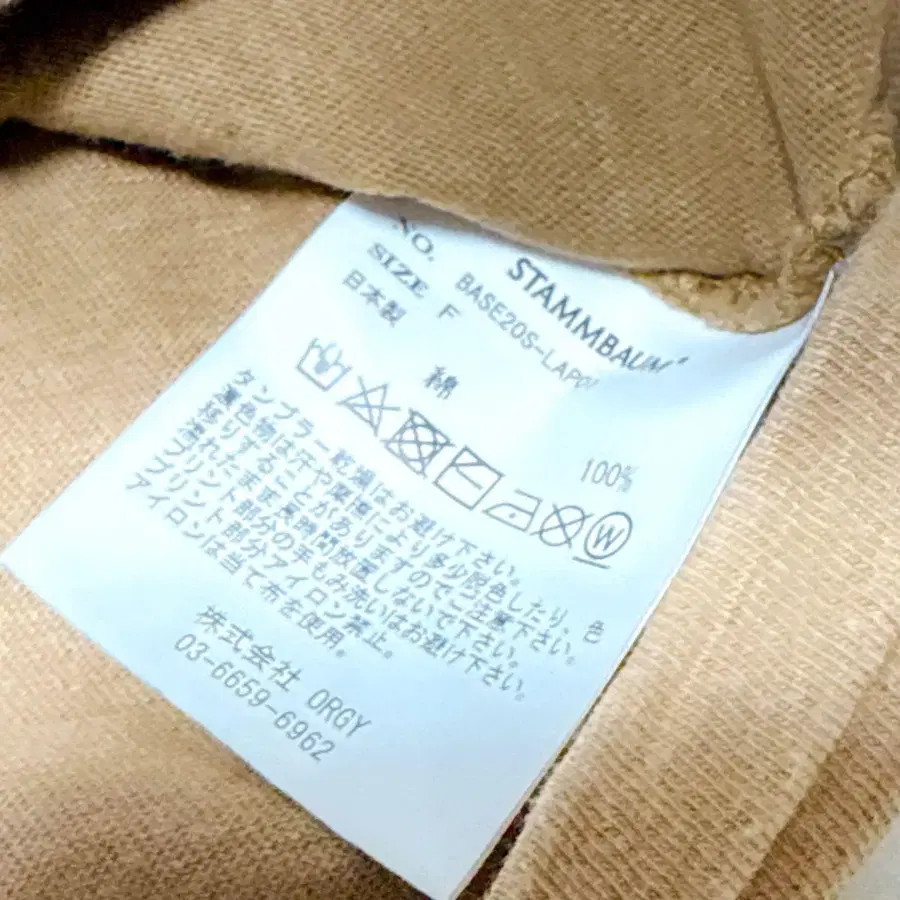 STAMMBAUM®
NO. BASE20S-LAPW
SIZE F
日本製
綿 100%
W
タンブラー乾燥はお避け下さい。
濃色物は汗や摩擦により多少脱色したり、色
移りすることがありますのでご注意下さい。
濡れたまま長時間放置しないで下さい。
プリント部分の手もみ洗いはお避け下さい。
プリント部分アイロン禁止。
アイロンは当て布を使用。
株式会社 ORGY
03-6659-6962